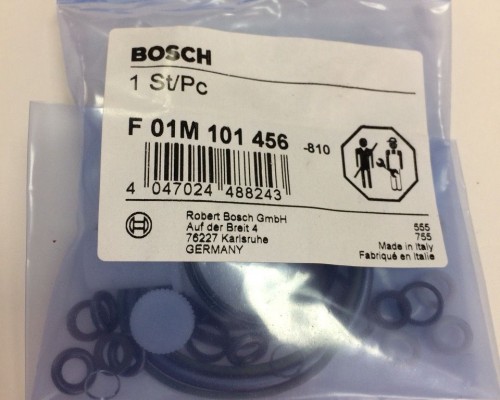 BOSCH
1 St/Pc
F 01M 101 456 -810
4 047024 488243
Robert Bosch GmbH
Auf der Breit 4
76227 Karlsruhe
GERMANY
555
755
Made in Italy
Fabriqué en Italie